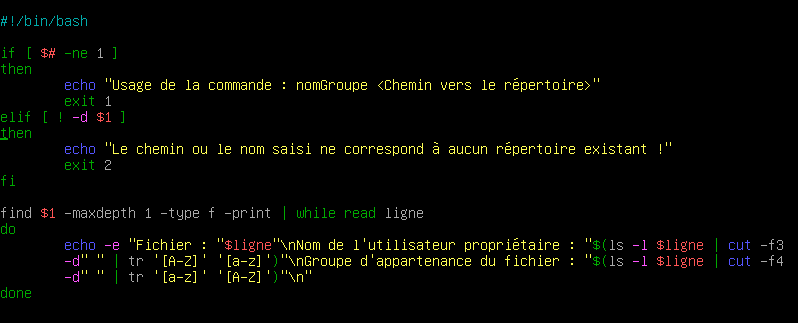 #!/bin/bash
if [ $# -ne 1 ]
then
echo "Usage de la commande : nomGroupe <Chemin vers le répertoire>"
exit 1
elif [ ! -d $1 ]
then
echo "Le chemin ou le nom saisi ne correspond à aucun répertoire existant !"
exit 2
fi
find $1 -maxdepth 1 -type f -print | while read ligne
do
echo -e "Fichier : "$ligne"\nNom de l'utilisateur propriétaire : "$(ls -l $ligne | cut -f3
-d" " | tr '[A-Z]' '[a-z]')"\nGroupe d'appartenance du fichier : "$(ls -l $ligne | cut -f4
-d" " | tr '[a-z]' '[A-Z]')"\n"
done